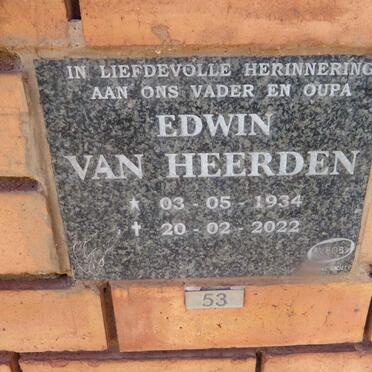 IN LIEFDEVOLLE HERINNERING
AAN ONS VADER EN OUPA
EDWIN
VAN HEERDEN
★ 03 - 05 - 1934
✝ 20 - 02 - 2022
53